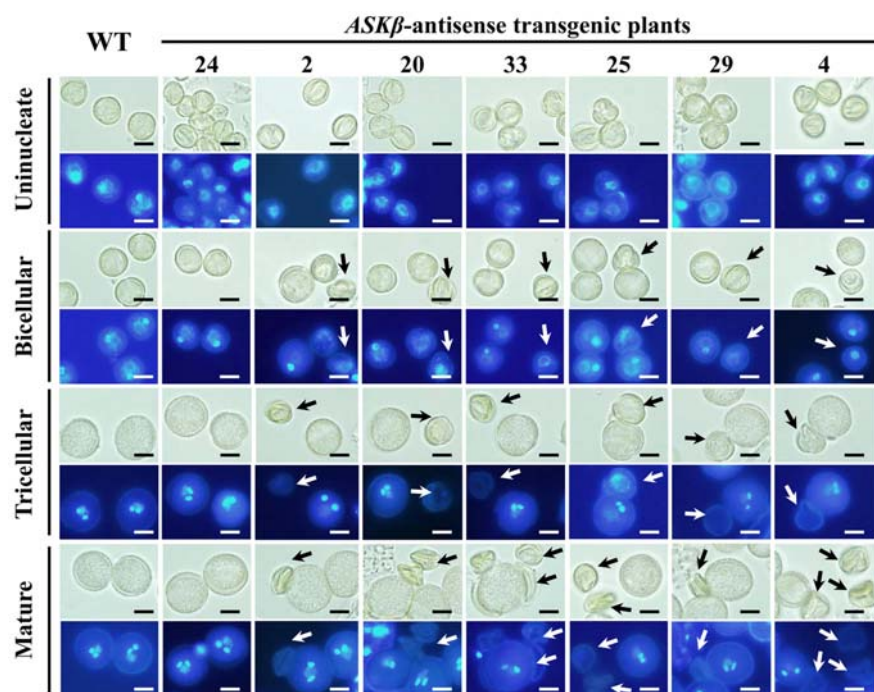 WT
ASKβ-antisense transgenic plants
24 2 20 33 25 29 4
Uninucleate
Bicellular
Tricellular
Mature